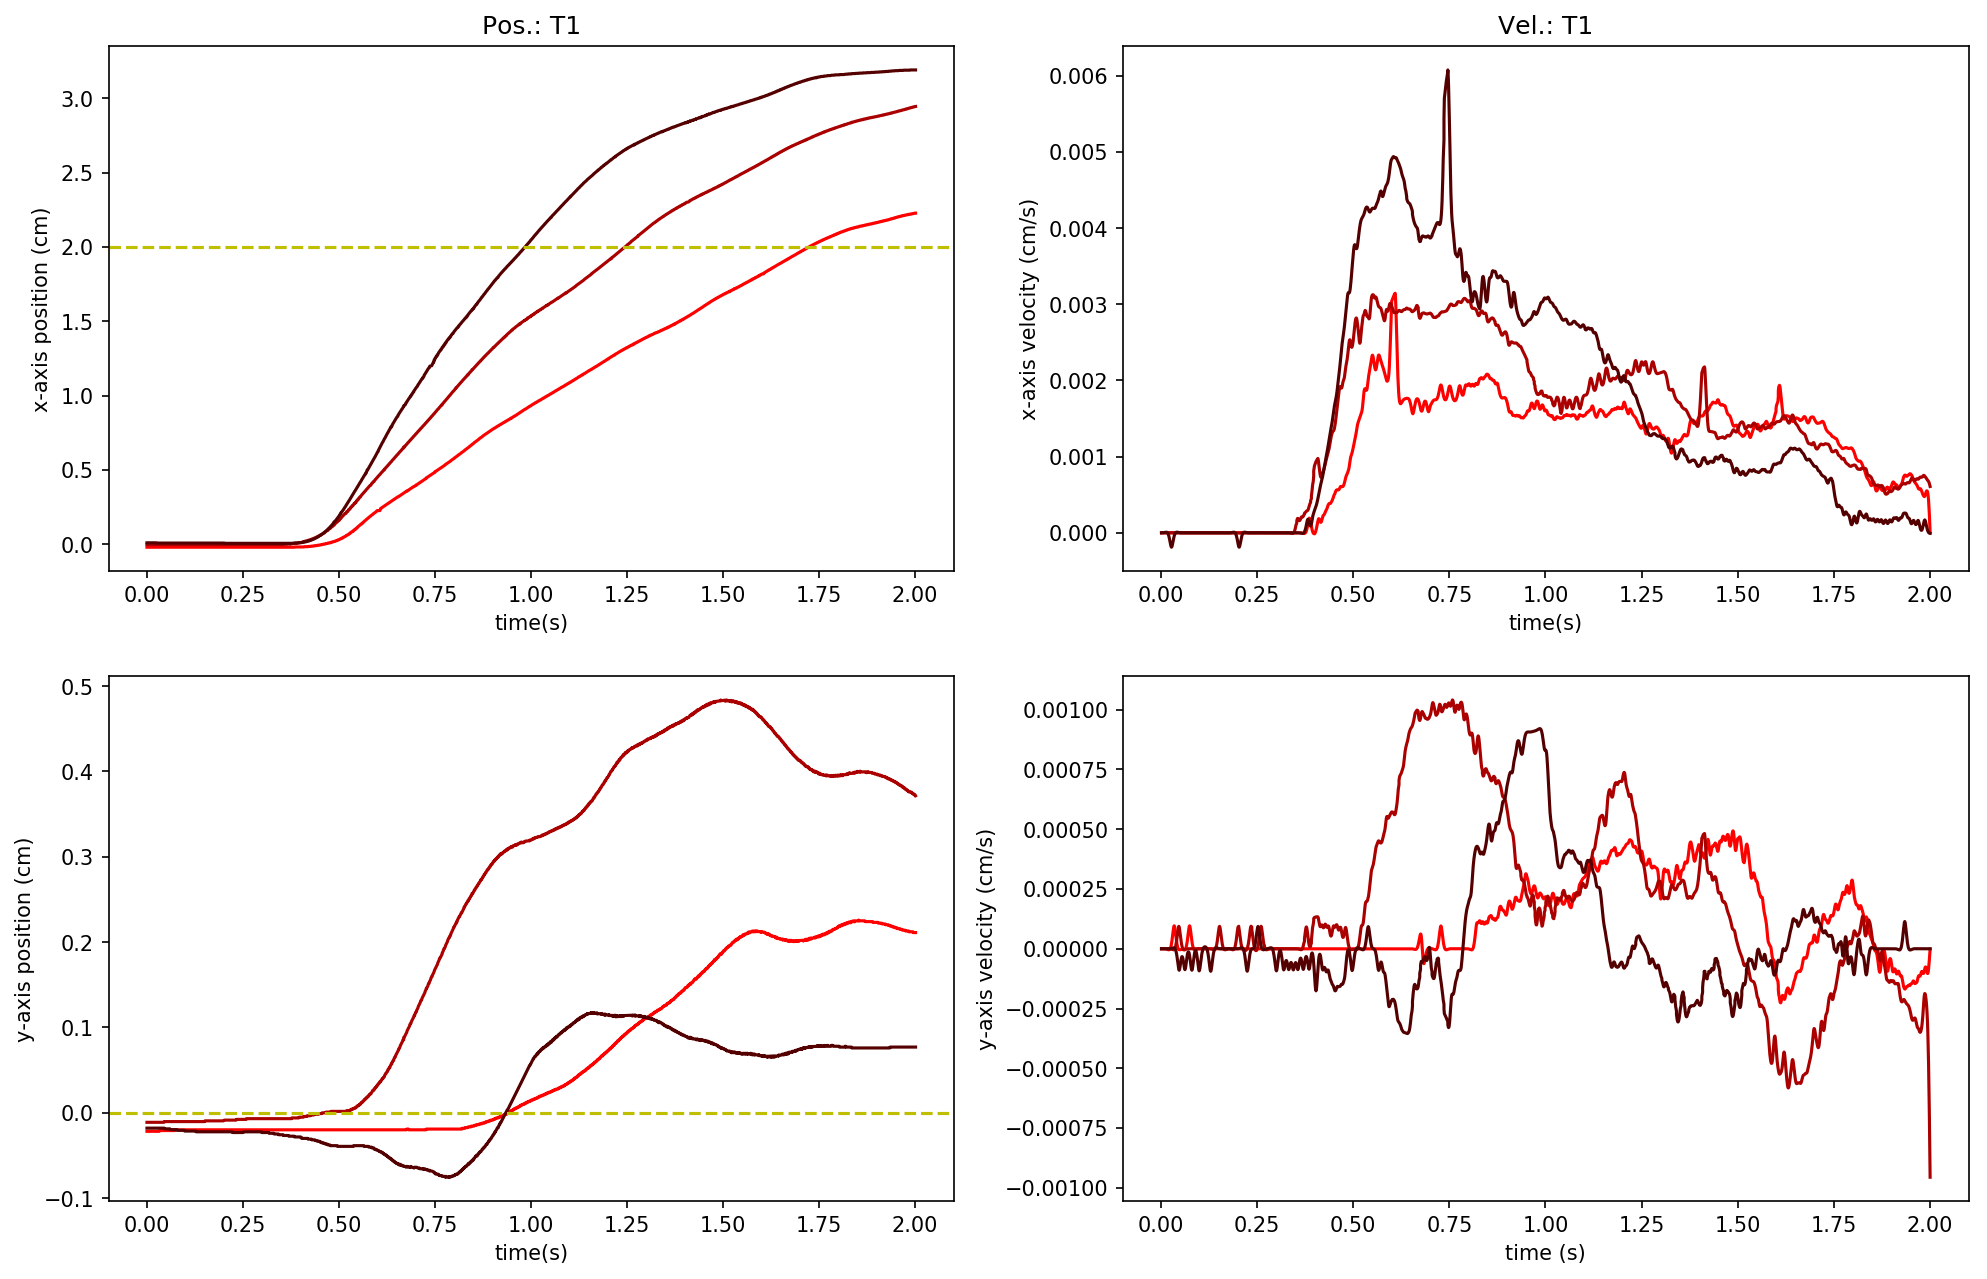 Pos.: T1
x-axis position (cm)
3.0
2.5
2.0
1.5
1.0
0.5
0.0
0.00 0.25 0.50 0.75 1.00 1.25 1.50 1.75 2.00
time(s)
Vel.: T1
x-axis velocity (cm/s)
0.006
0.005
0.004
0.003
0.002
0.001
0.000
0.00 0.25 0.50 0.75 1.00 1.25 1.50 1.75 2.00
time(s)
y-axis position (cm)
0.5
0.4
0.3
0.2
0.1
0.0
−0.1
0.00 0.25 0.50 0.75 1.00 1.25 1.50 1.75 2.00
time(s)
y-axis velocity (cm/s)
0.00100
0.00075
0.00050
0.00025
0.00000
−0.00025
−0.00050
−0.00075
−0.00100
0.00 0.25 0.50 0.75 1.00 1.25 1.50 1.75 2.00
time (s)